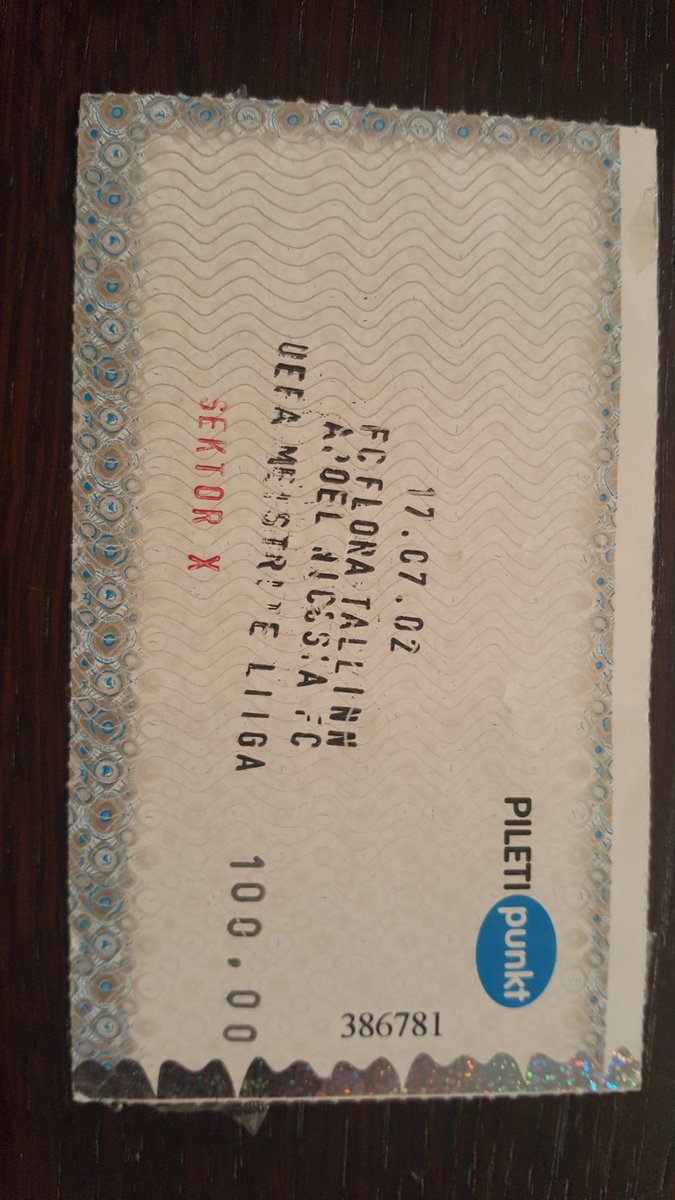 PILETI punkt
17.07.02
FC FLORA TALLINN
APOEL NICOSIA FC
UEFA MEISTRITE LIIGA 100.00
SEKTOR X
386781